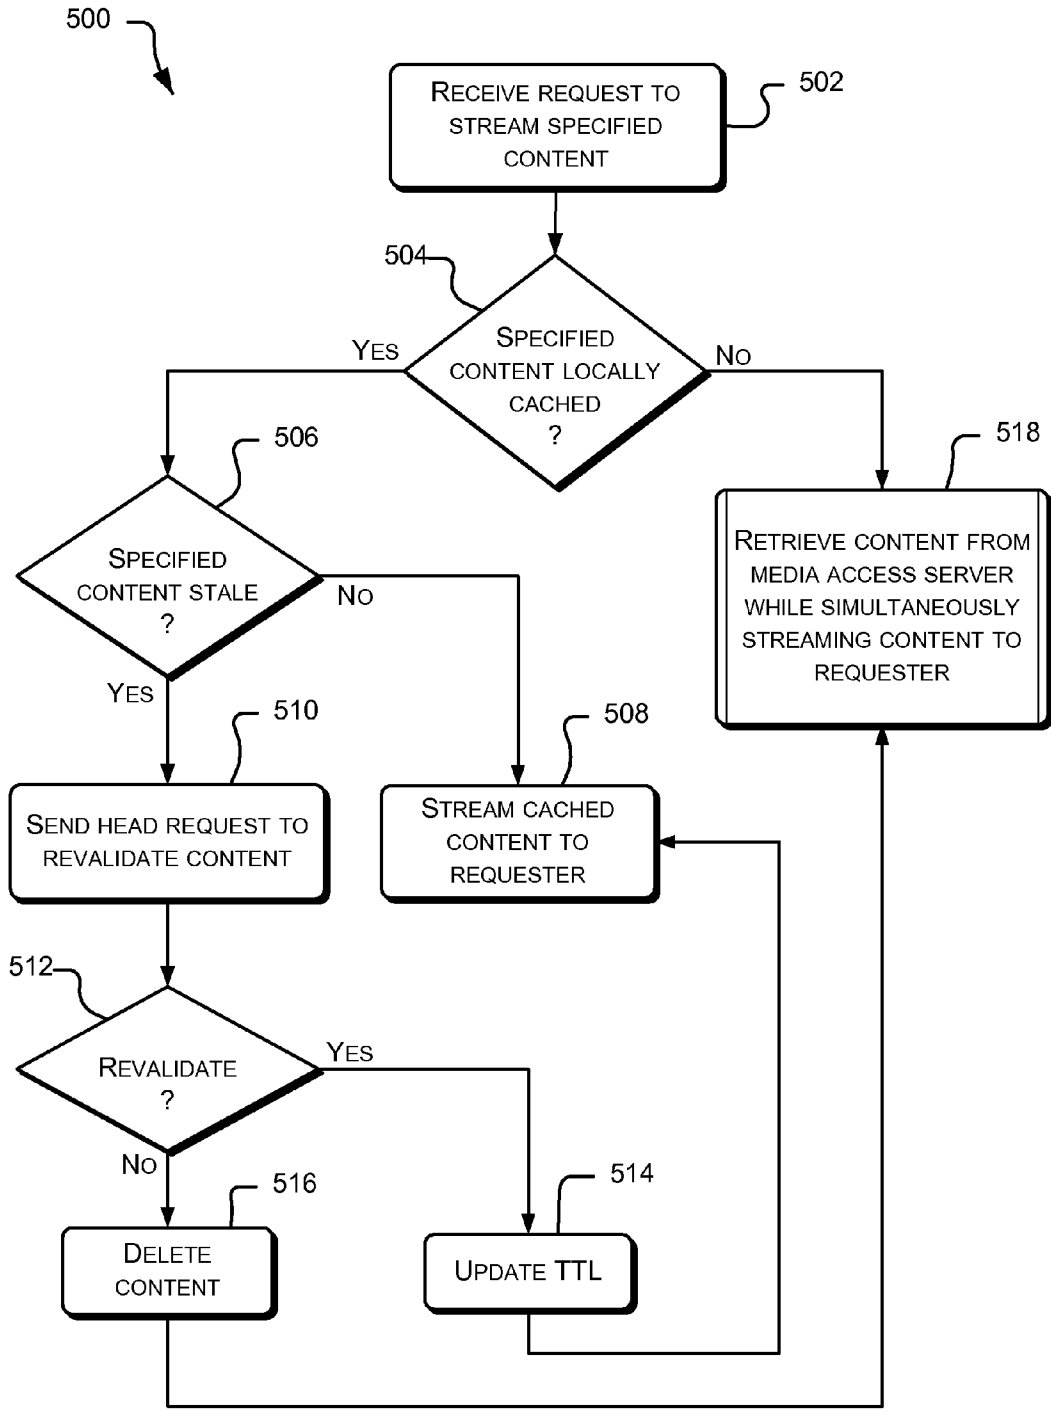 500
RECEIVE REQUEST TO
STREAM SPECIFIED
CONTENT
502
504
SPECIFIED
CONTENT LOCALLY
CACHED
?
YES
NO
506
518
SPECIFIED
CONTENT STALE
?
NO
YES
RETRIEVE CONTENT FROM
MEDIA ACCESS SERVER
WHILE SIMULTANEOUSLY
STREAMING CONTENT TO
REQUESTER
510
508
SEND HEAD REQUEST TO
REVALIDATE CONTENT
STREAM CACHED
CONTENT TO
REQUESTER
512
REVALIDATE
?
YES
NO
516
514
DELETE
CONTENT
UPDATE TTL